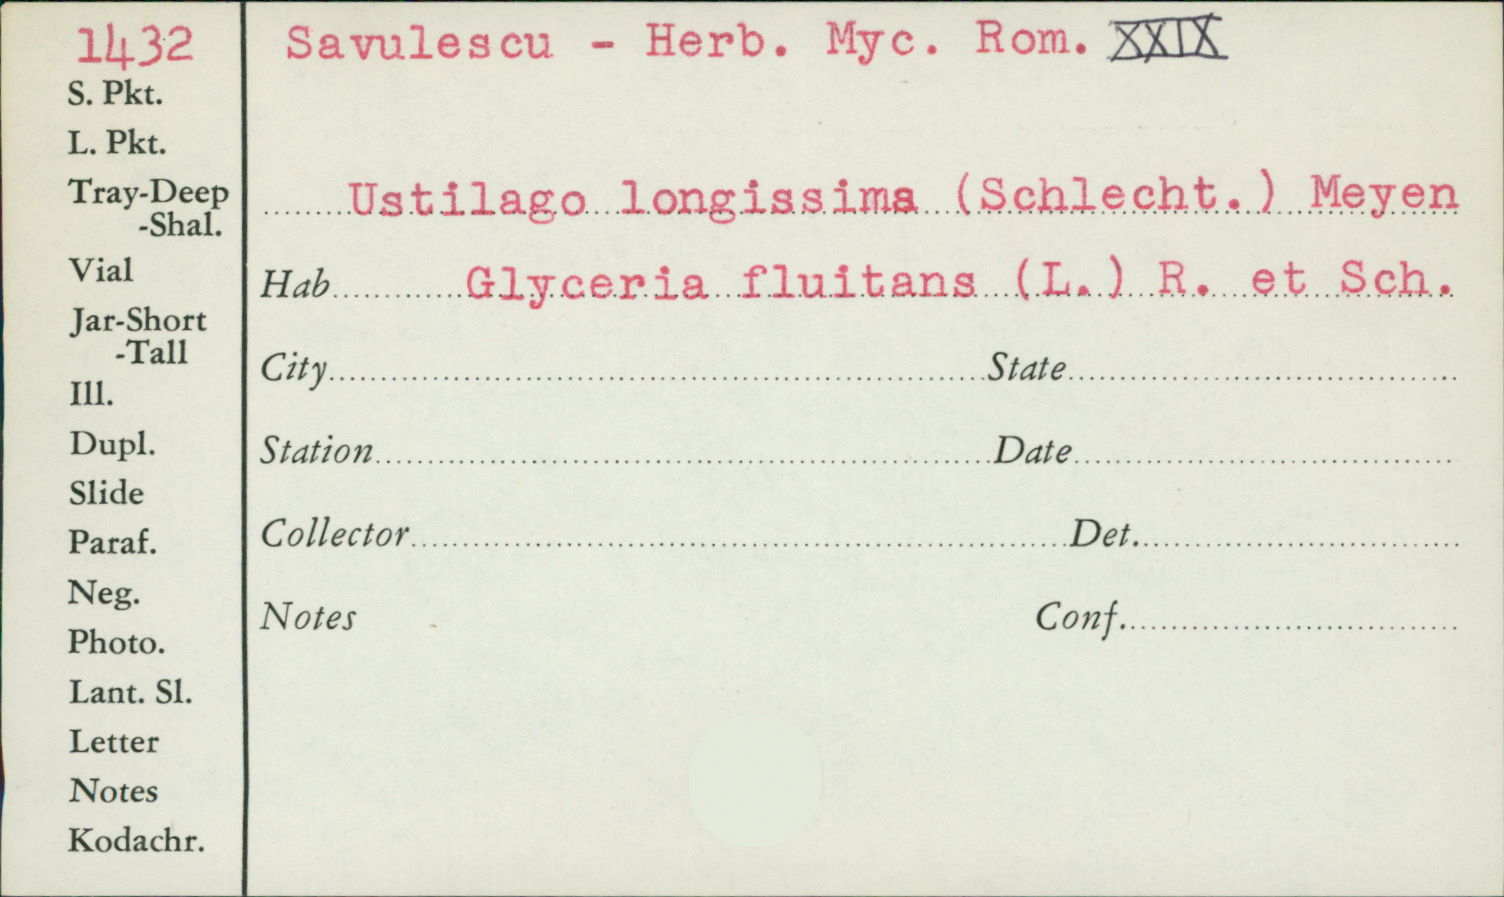 1432
S. Pkt.
L. Pkt.
Tray-Deep
-Shal.
Vial
Jar-Short
-Tall
Ill.
Dupl.
Slide
Paraf.
Neg.
Photo.
Lant. Sl.
Letter
Notes
Kodachr.
Savulescu - Herb. Myc. Rom. XXIX
Ustilago longissima (Schlecht.) Meyen
Hab Glyceria fluitans (L.) R. et Sch.
City State
Station Date
Collector Det.
Notes Conf.